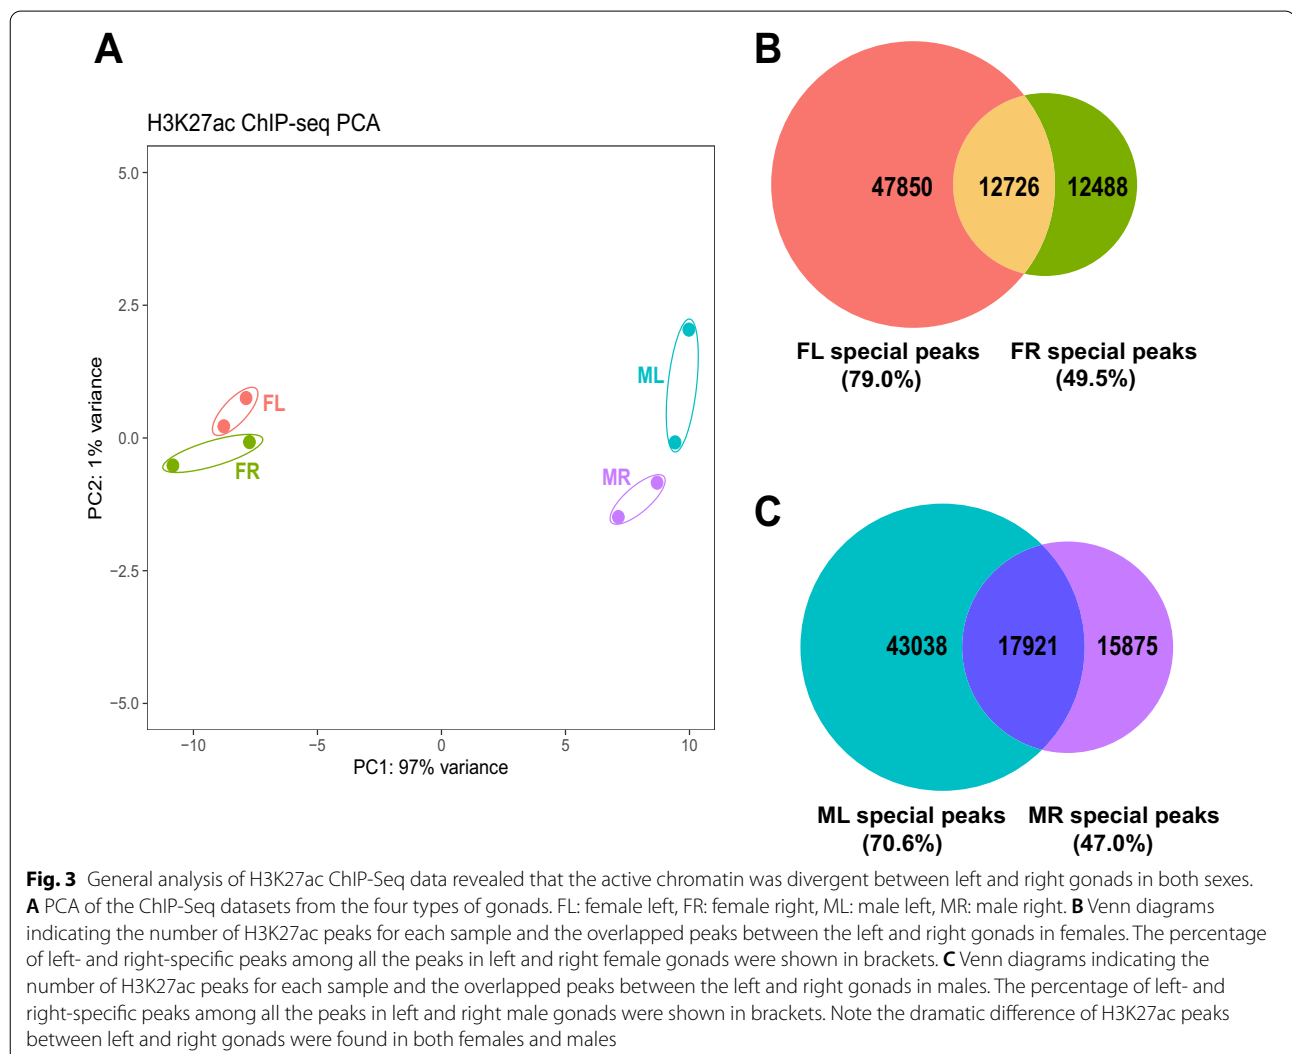 A
H3K27ac ChIP-seq PCA
5.0
2.5
0.0
−2.5
−5.0
PC2: 1% variance
FL
FR
ML
MR
−10
−5
0
5
10
PC1: 97% variance
B
47850
12726
12488
FL special peaks
(79.0%)
FR special peaks
(49.5%)
C
43038
17921
15875
ML special peaks
(70.6%)
MR special peaks
(47.0%)
Fig. 3 General analysis of H3K27ac ChIP-Seq data revealed that the active chromatin was divergent between left and right gonads in both sexes.
A PCA of the ChIP-Seq datasets from the four types of gonads. FL: female left, FR: female right, ML: male left, MR: male right. B Venn diagrams
indicating the number of H3K27ac peaks for each sample and the overlapped peaks between the left and right gonads in females. The percentage
of left- and right-specific peaks among all the peaks in left and right female gonads were shown in brackets. C Venn diagrams indicating the
number of H3K27ac peaks for each sample and the overlapped peaks between the left and right gonads in males. The percentage of left- and
right-specific peaks among all the peaks in left and right male gonads were shown in brackets. Note the dramatic difference of H3K27ac peaks
between left and right gonads were found in both females and males